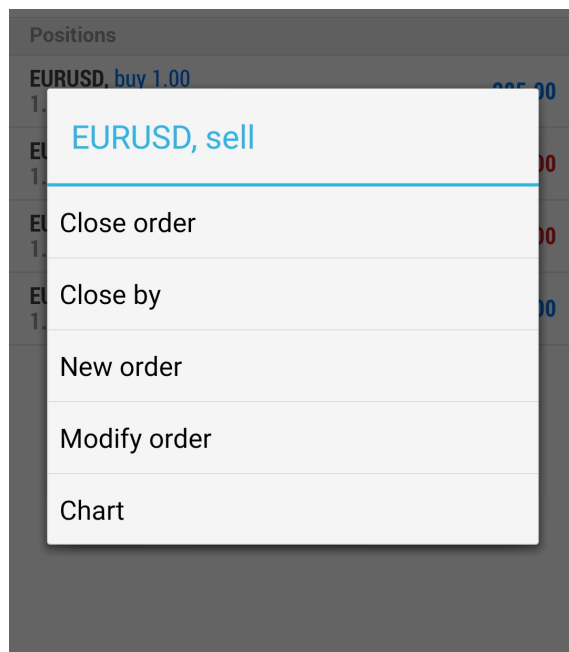 Positions
EURUSD, buy 1.00
EURUSD, sell
Close order
Close by
New order
Modify order
Chart